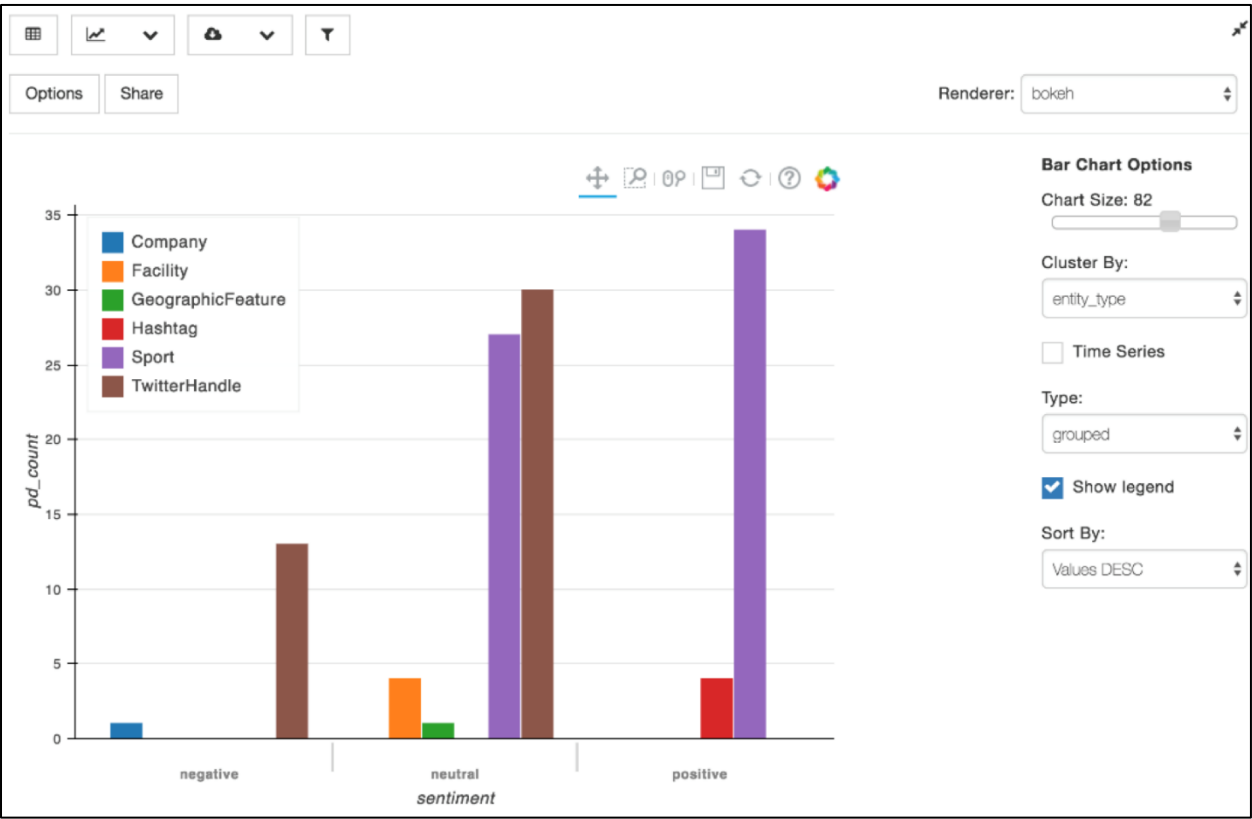 Options
Share
Renderer: bokeh
Bar Chart Options
Chart Size: 82
Cluster By:
entity_type
Time Series
Type:
grouped
Show legend
Sort By:
Values DESC
35
30
25
20
15
10
5
0
pd_count
Company
Facility
GeographicFeature
Hashtag
Sport
TwitterHandle
negative
neutral
positive
sentiment